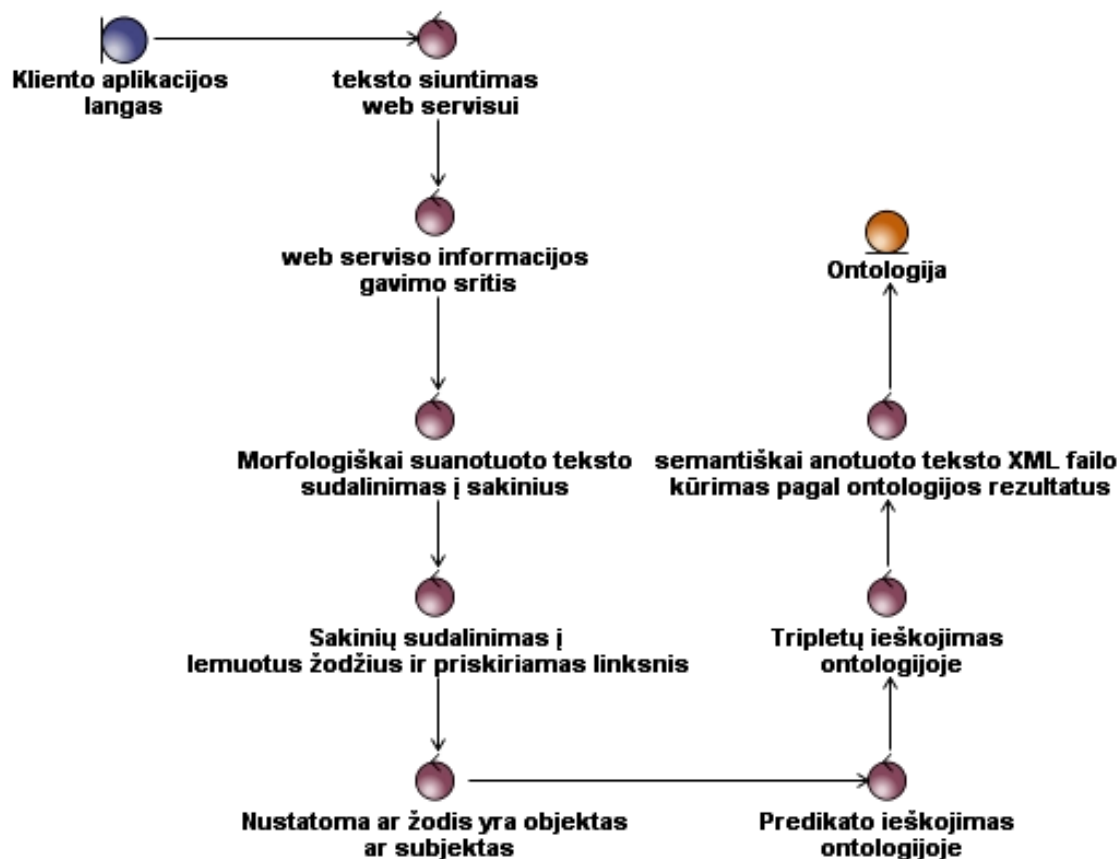 Kliento aplikacijos
langas
teksto siuntimas
web servisui
web serviso informacijos
gavimo sritis
Ontologija
Morfologiškai suanotuoto teksto
sudalinimas į sakinius
semantiškai anotuoto teksto XML failo
kūrimas pagal ontologijos rezultatus
Sakinių sudalinimas į
lemuotus žodžius ir priskiriamas linksnis
Tripletų ieškojimas
ontologijoje
Nustatoma ar žodis yra objektas
ar subjektas
Predikato ieškojimas
ontologijoje